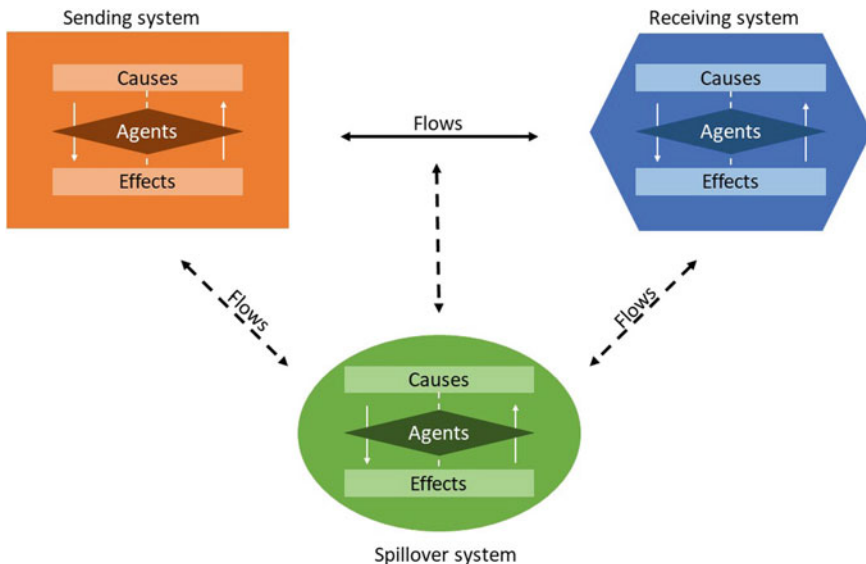 Sending system
Receiving system
Causes
Agents
Effects
Flows
Causes
Agents
Effects
Flows
Flows
Causes
Agents
Effects
Spillover system